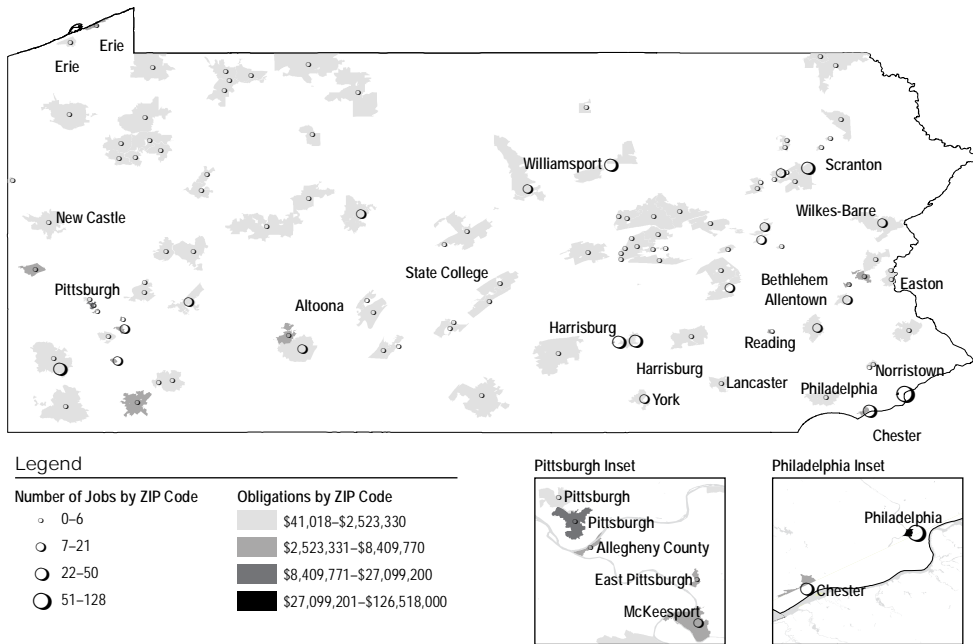 Erie
Erie
Williamsport
Scranton
New Castle
Wilkes-Barre
State College
Pittsburgh
Altoona
Bethlehem
Allentown
Easton
Harrisburg
Reading
Harrisburg
Norristown
Lancaster
Philadelphia
York
Chester
Legend
Number of Jobs by ZIP Code
0–6
7–21
22–50
51–128
Obligations by ZIP Code
$41,018–$2,523,330
$2,523,331–$8,409,770
$8,409,771–$27,099,200
$27,099,201–$126,518,000
Pittsburgh Inset
Pittsburgh
Pittsburgh
Allegheny County
East Pittsburgh
McKeesport
Philadelphia Inset
Philadelphia
Chester